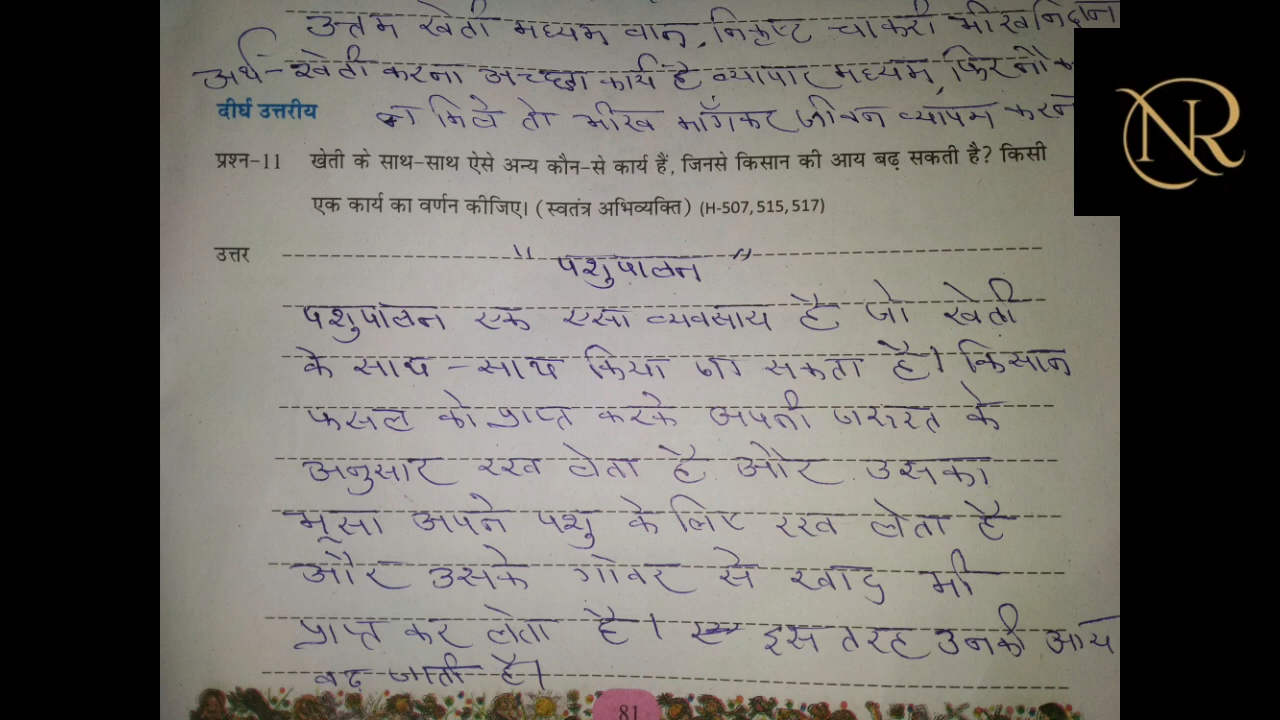 उत्तम खेती मध्यम वान, निकृष्ट चाकरी भीख निदान
अर्थ - खेती करना अच्छा कार्य है व्यापार मध्यम, फिर नौक
न मिले तो भीख माँगकर जीवन व्यापम करन
दीर्घ उत्तरीय
प्रश्न-11 खेती के साथ-साथ ऐसे अन्य कौन-से कार्य हैं, जिनसे किसान की आय बढ़ सकती है? किसी
एक कार्य का वर्णन कीजिए। (स्वतंत्र अभिव्यक्ति) (H-507,515,517)
उत्तर "पशुपालन"
पशुपालन एक एसा व्यवसाय है जो खेती
के साथ - साथ किया जा सकता है। किसान
फसल को प्राप्त करके अपनी जरुरत के
अनुसार रख लेता है और उसका
भूसा अपने पशु के लिए रख लेता है
और उसके गोबर से खाद भी
प्राप्त कर लेता है। इस तरह उनकी आय
बढ़ जाती है।
81
NR